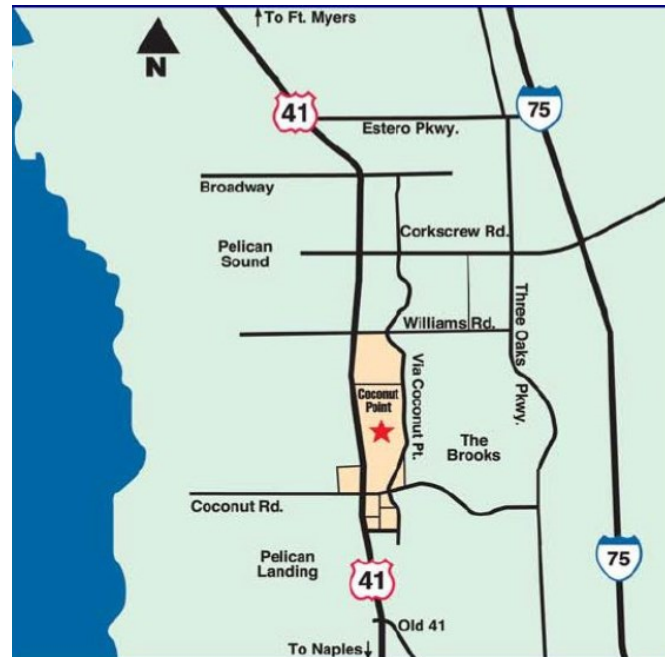 To Ft. Myers
N
41
75
Estero Pkwy.
Broadway
Corkscrew Rd.
Pelican
Sound
Three Oaks Pkwy.
Williams Rd.
Coconut
Point
Via Coconut Pt.
The
Brooks
Coconut Rd.
Pelican
Landing
41
75
Old 41
To Naples